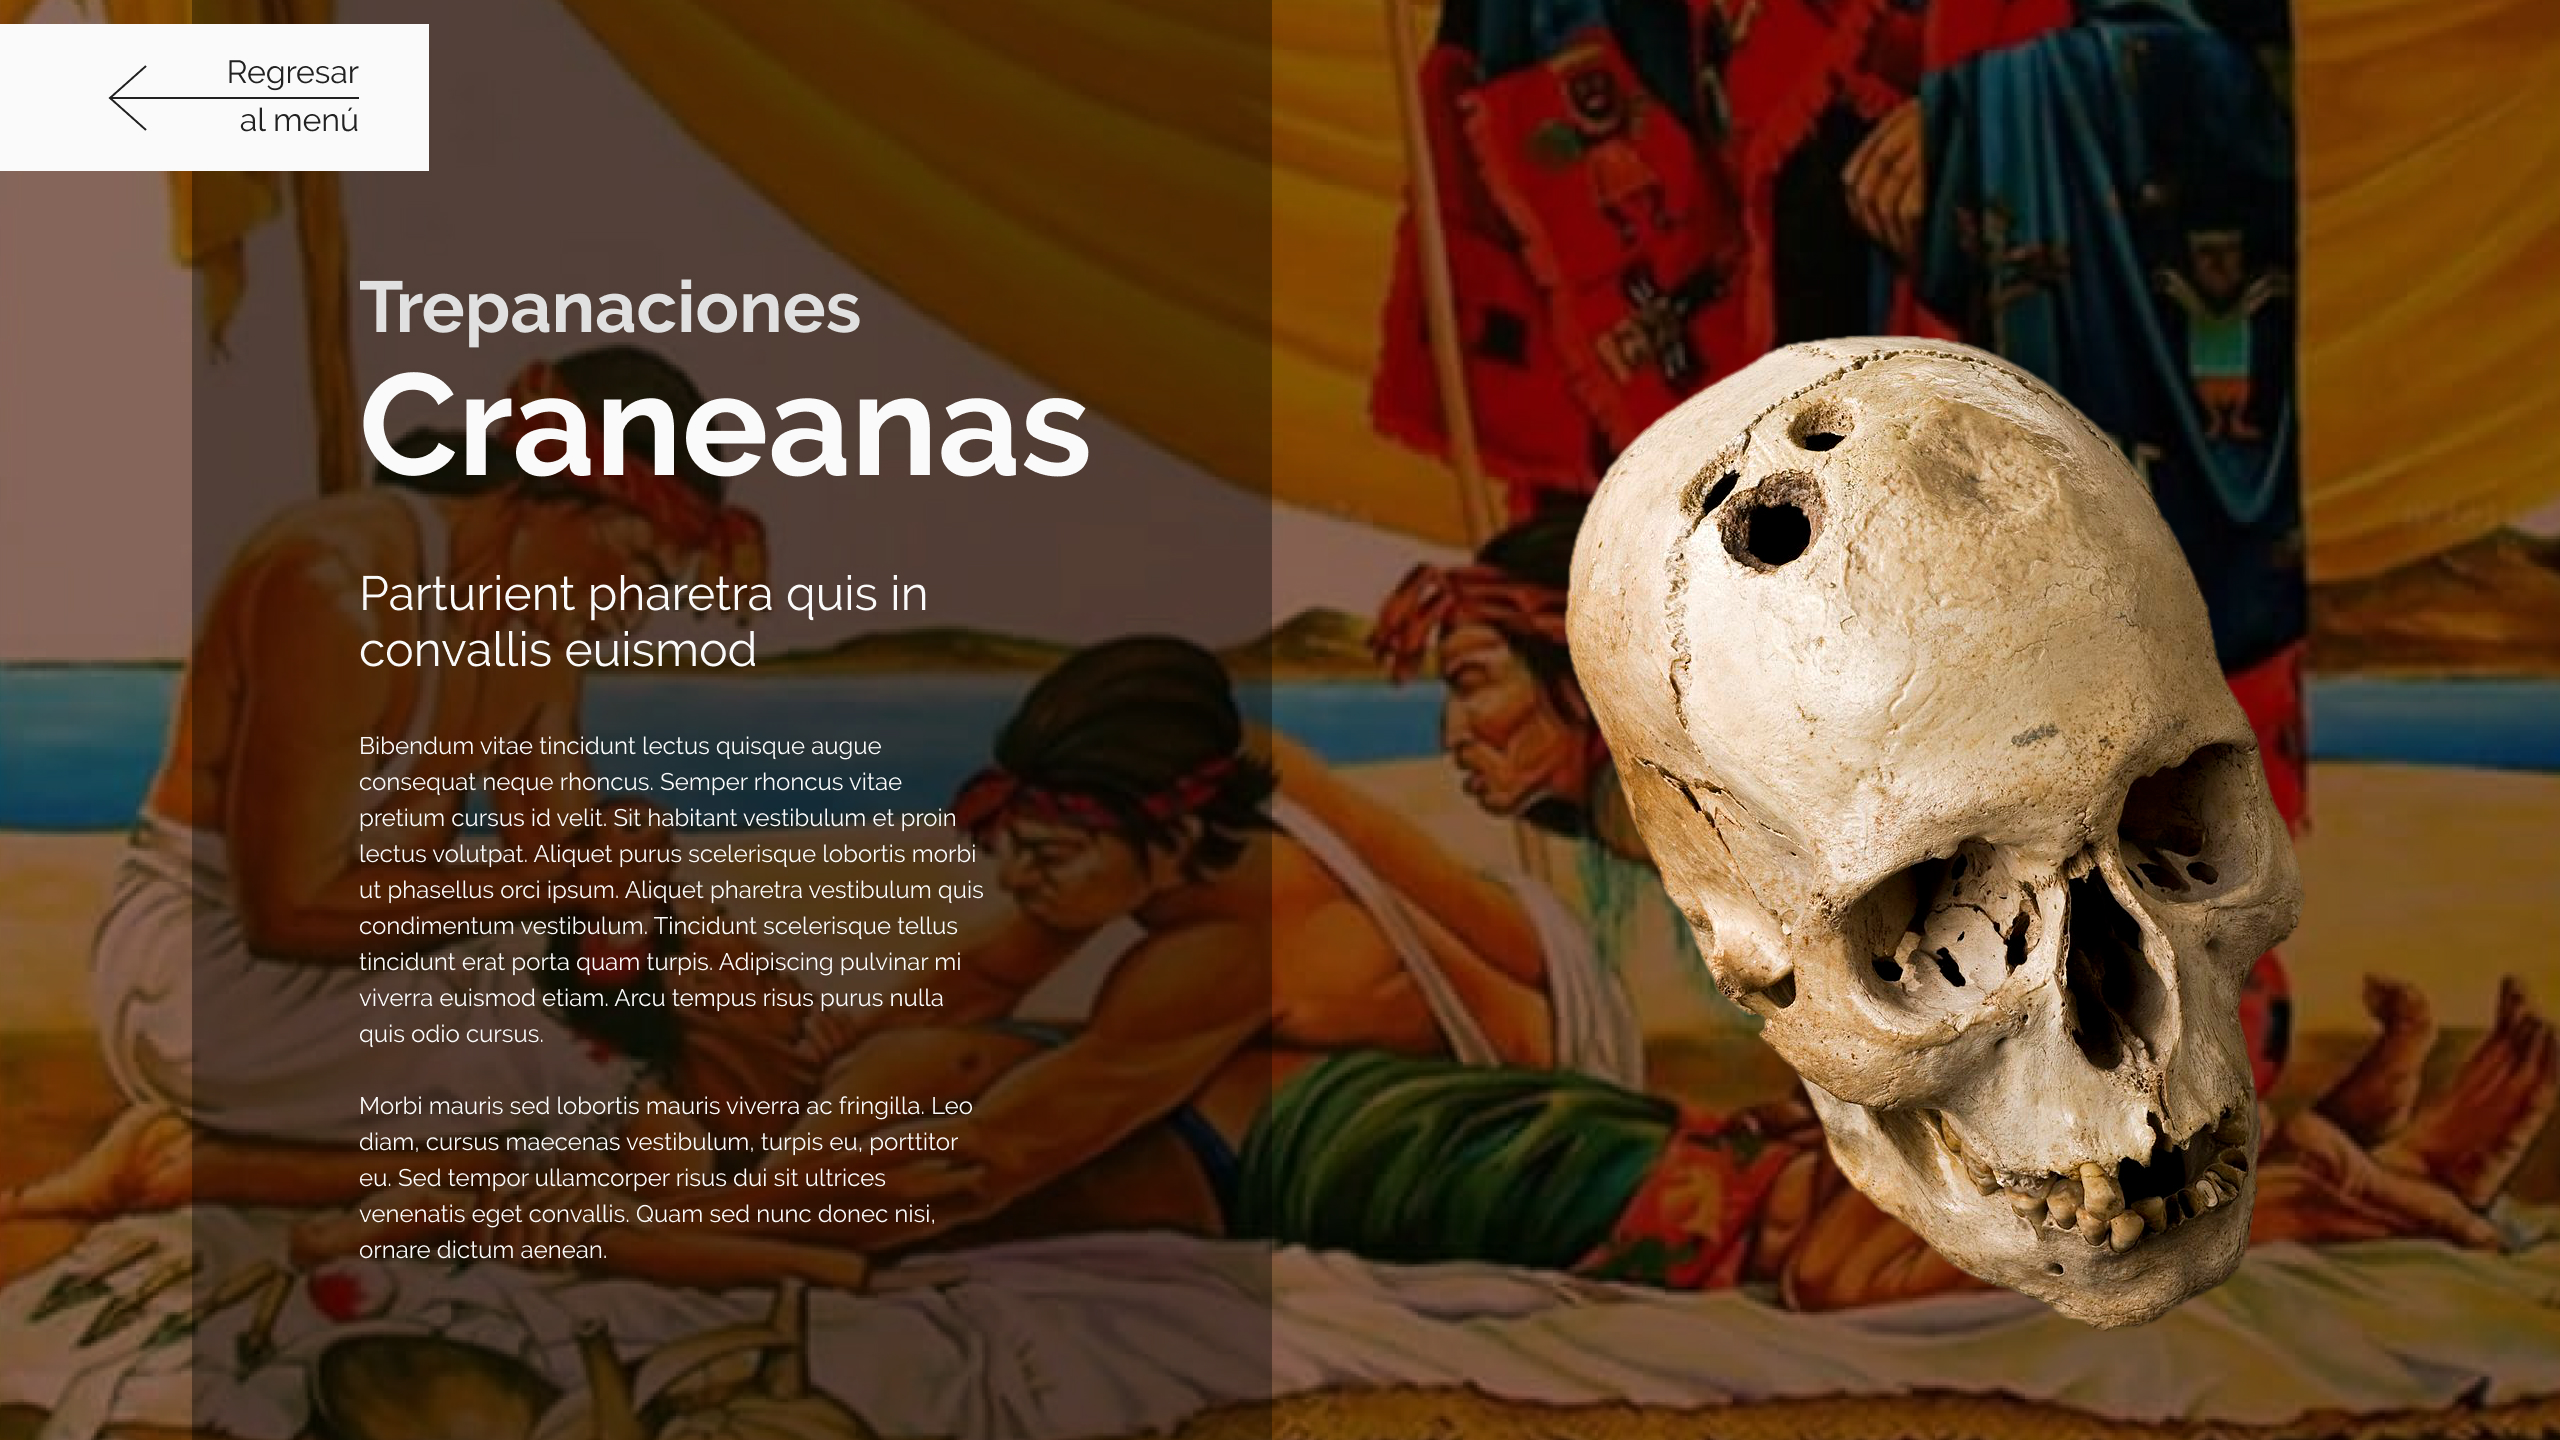 Regresar
al menú
Trepanaciones
Craneanas
Parturient pharetra quis in
convallis euismod
Bibendum vitae tincidunt lectus quisque augue
consequat neque rhoncus. Semper rhoncus vitae
pretium cursus id velit. Sit habitant vestibulum et proin
lectus volutpat. Aliquet purus scelerisque lobortis morbi
ut phasellus orci ipsum. Aliquet pharetra vestibulum quis
condimentum vestibulum. Tincidunt scelerisque tellus
tincidunt erat porta quam turpis. Adipiscing pulvinar mi
viverra euismod etiam. Arcu tempus risus purus nulla
quis odio cursus.
Morbi mauris sed lobortis mauris viverra ac fringilla. Leo
diam, cursus maecenas vestibulum, turpis eu, porttitor
eu. Sed tempor ullamcorper risus dui sit ultrices
venenatis eget convallis. Quam sed nunc donec nisi,
ornare dictum aenean.